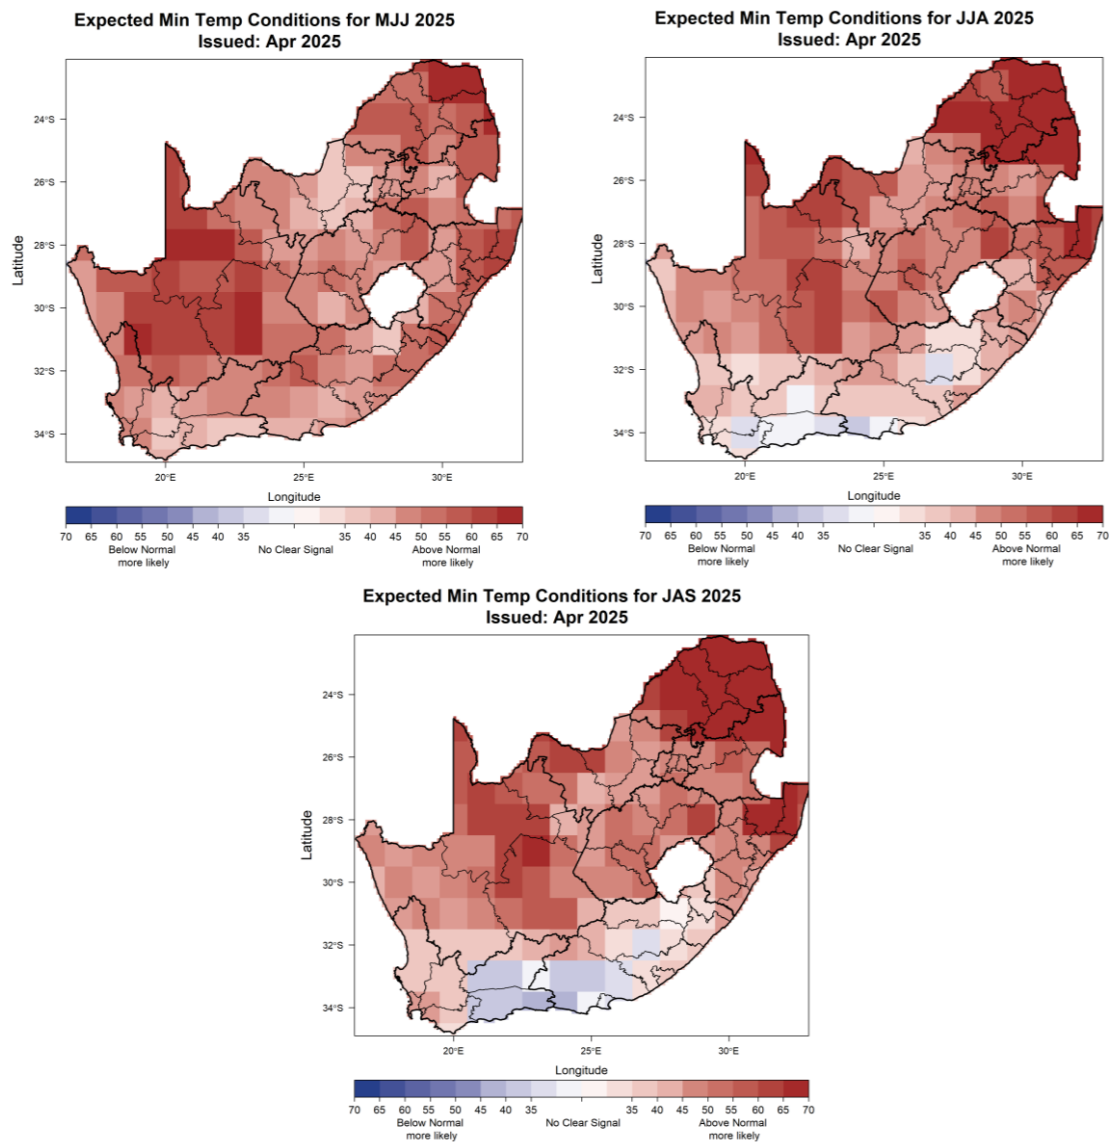 Expected Min Temp Conditions for MJJ 2025
Issued: Apr 2025
24°S
26°S
28°S
30°S
32°S
34°S
Latitude
20°E
25°E
30°E
Longitude
70 65 60 55 50 45 40 35 35 40 45 50 55 60 65 70
Below Normal
more likely
No Clear Signal
Above Normal
more likely
Expected Min Temp Conditions for JJA 2025
Issued: Apr 2025
24°S
26°S
28°S
30°S
32°S
34°S
Latitude
20°E
25°E
30°E
Longitude
70 65 60 55 50 45 40 35 35 40 45 50 55 60 65 70
Below Normal
more likely
No Clear Signal
Above Normal
more likely
Expected Min Temp Conditions for JAS 2025
Issued: Apr 2025
24°S
26°S
28°S
30°S
32°S
34°S
Latitude
20°E
25°E
30°E
Longitude
70 65 60 55 50 45 40 35 35 40 45 50 55 60 65 70
Below Normal
more likely
No Clear Signal
Above Normal
more likely